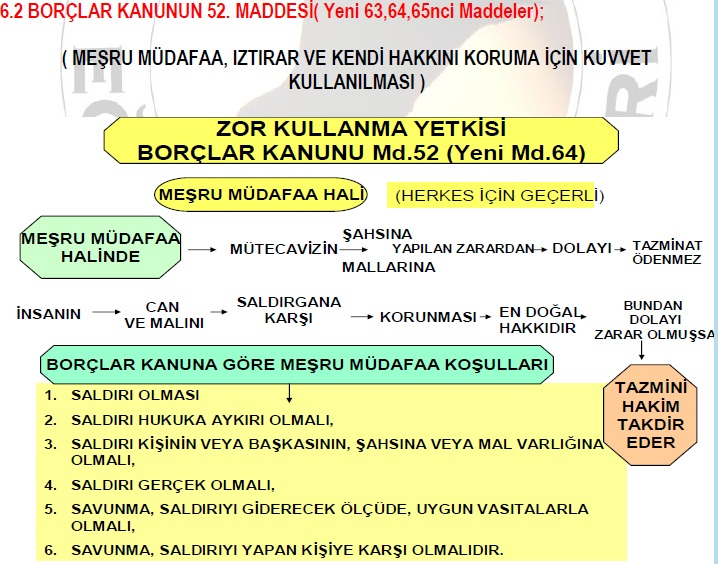 6.2 BORÇLAR KANUNUN 52. MADDESİ( Yeni 63,64,65nci Maddeler);
( MEŞRU MÜDAFAA, IZTIRAR VE KENDİ HAKKINI KORUMA İÇİN KUVVET
KULLANILMASI )
ZOR KULLANMA YETKİSİ
BORÇLAR KANUNU Md.52 (Yeni Md.64)
MEŞRU MÜDAFAA HALİ
(HERKES İÇİN GEÇERLİ)
MEŞRU MÜDAFAA
HALİNDE
MÜTECAVİZİN
ŞAHSINA
MALLARINA
YAPILAN ZARARDAN
DOLAYI
TAZMİNAT
ÖDENMEZ
İNSANIN
CAN
VE MALINI
SALDIRGANA
KARŞI
KORUNMASI
EN DOĞAL
HAKKIDIR
BUNDAN
DOLAYI
ZARAR OLMUŞSA
TAZMİNİ
HAKİM
TAKDİR
EDER
BORÇLAR KANUNA GÖRE MEŞRU MÜDAFAA KOŞULLARI
1. SALDIRI OLMASI
2. SALDIRI HUKUKA AYKIRI OLMALI,
3. SALDIRI KİŞİNİN VEYA BAŞKASININ, ŞAHSINA VEYA MAL VARLIĞINA
OLMALI,
4. SALDIRI GERÇEK OLMALI,
5. SAVUNMA, SALDIRIYI GİDERECEK ÖLÇÜDE, UYGUN VASITALARLA
OLMALI,
6. SAVUNMA, SALDIRIYI YAPAN KİŞİYE KARŞI OLMALIDIR.